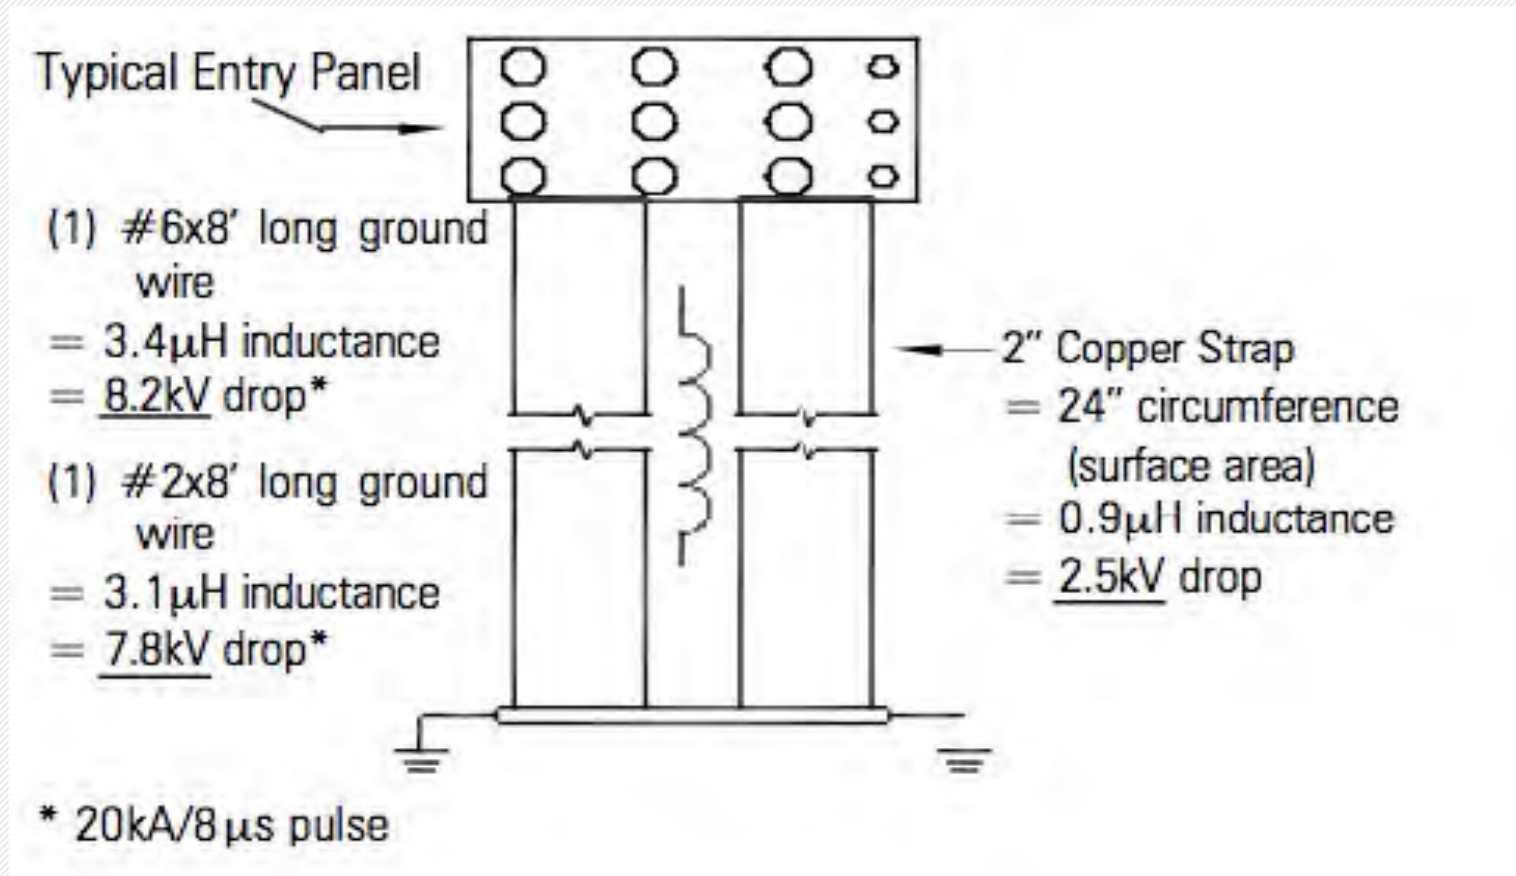 Typical Entry Panel
(1) #6x8' long ground
wire
= 3.4µH inductance
= 8.2kV drop*
(1) #2x8' long ground
wire
= 3.1µH inductance
= 7.8kV drop*
2" Copper Strap
= 24" circumference
(surface area)
= 0.9µH inductance
= 2.5kV drop
* 20kA/8µs pulse